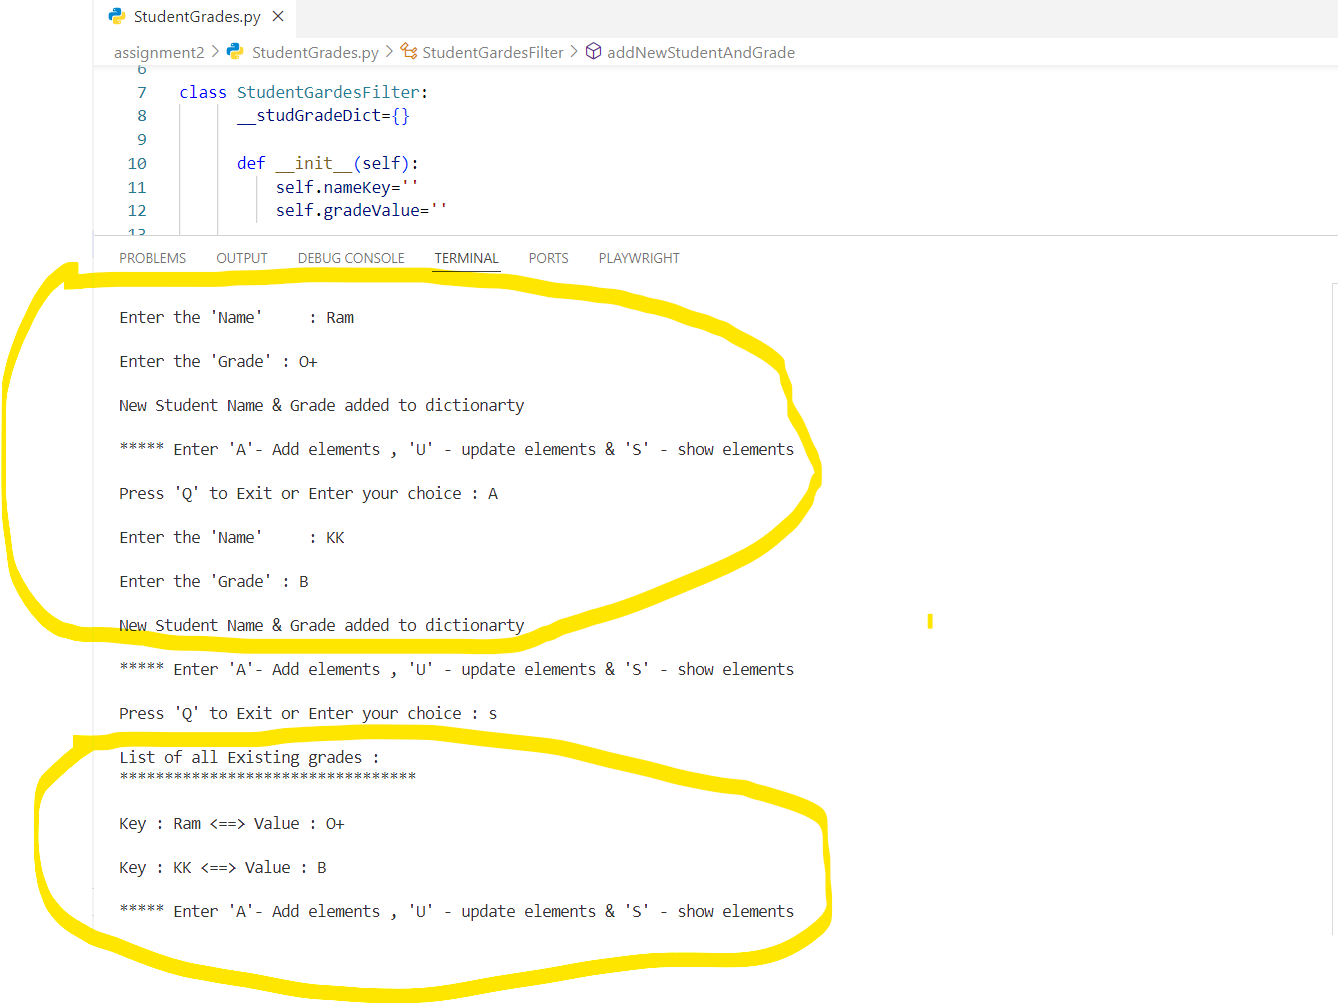 StudentGrades.py ×
assignment2 > StudentGrades.py > StudentGardesFilter > addNewStudentAndGrade
6
7 class StudentGardesFilter:
8 __studGradeDict={}
9
10 def __init__(self):
11 self.nameKey=''
12 self.gradeValue=''
13
PROBLEMS OUTPUT DEBUG CONSOLE TERMINAL PORTS PLAYWRIGHT
Enter the 'Name' : Ram
Enter the 'Grade' : O+
New Student Name & Grade added to dictionarty
***** Enter 'A'- Add elements , 'U' - update elements & 'S' - show elements
Press 'Q' to Exit or Enter your choice : A
Enter the 'Name' : KK
Enter the 'Grade' : B
New Student Name & Grade added to dictionarty
***** Enter 'A'- Add elements , 'U' - update elements & 'S' - show elements
Press 'Q' to Exit or Enter your choice : s
List of all Existing grades :
*********************************
Key : Ram <==> Value : O+
Key : KK <==> Value : B
***** Enter 'A'- Add elements , 'U' - update elements & 'S' - show elements